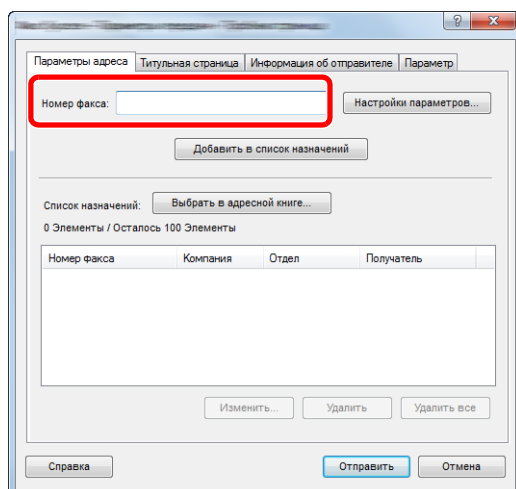 Параметры адреса Титульная страница Информация об отправителе Параметр
Номер факса: Настройки параметров...
Добавить в список назначений
Список назначений: Выбрать в адресной книге...
0 Элементы / Осталось 100 Элементы
Номер факса Компания Отдел Получатель
Изменить... Удалить Удалить все
Справка Отправить Отмена